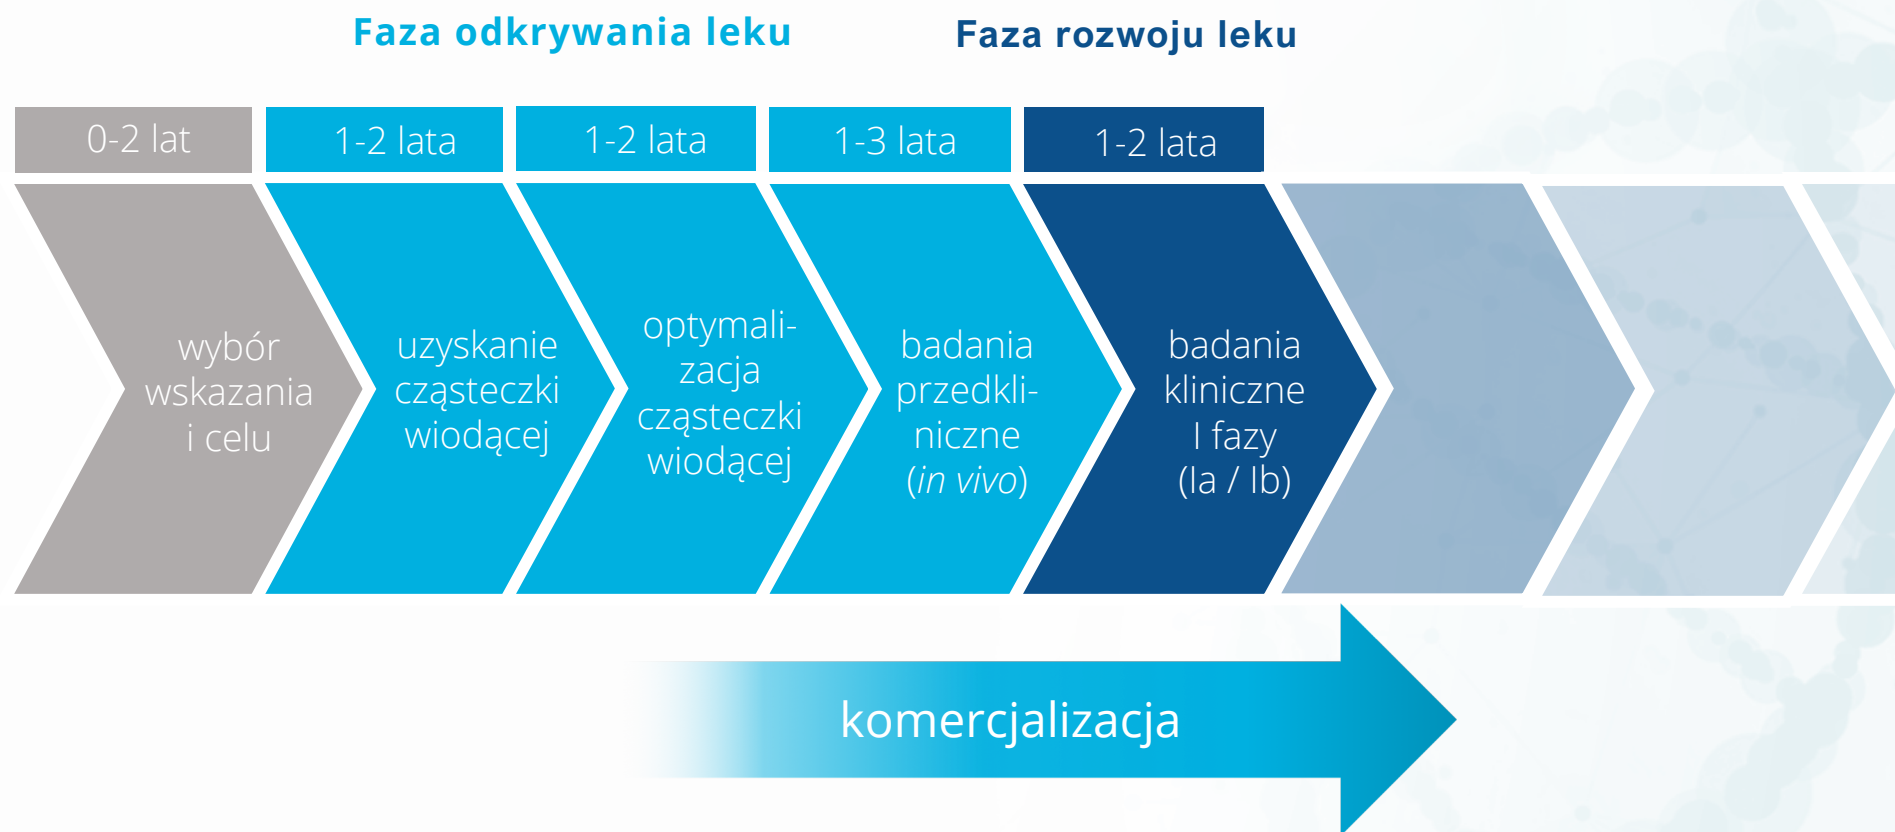 Faza odkrywania leku
Faza rozwoju leku
0-2 lat
1-2 lata
1-2 lata
1-3 lata
1-2 lata
wybór
wskazania
i celu
uzyskanie
cząsteczki
wiodącej
optymali-
zacja
cząsteczki
wiodącej
badania
przedkli-
niczne
(in vivo)
badania
kliniczne
I fazy
(Ia / Ib)
komercjalizacja